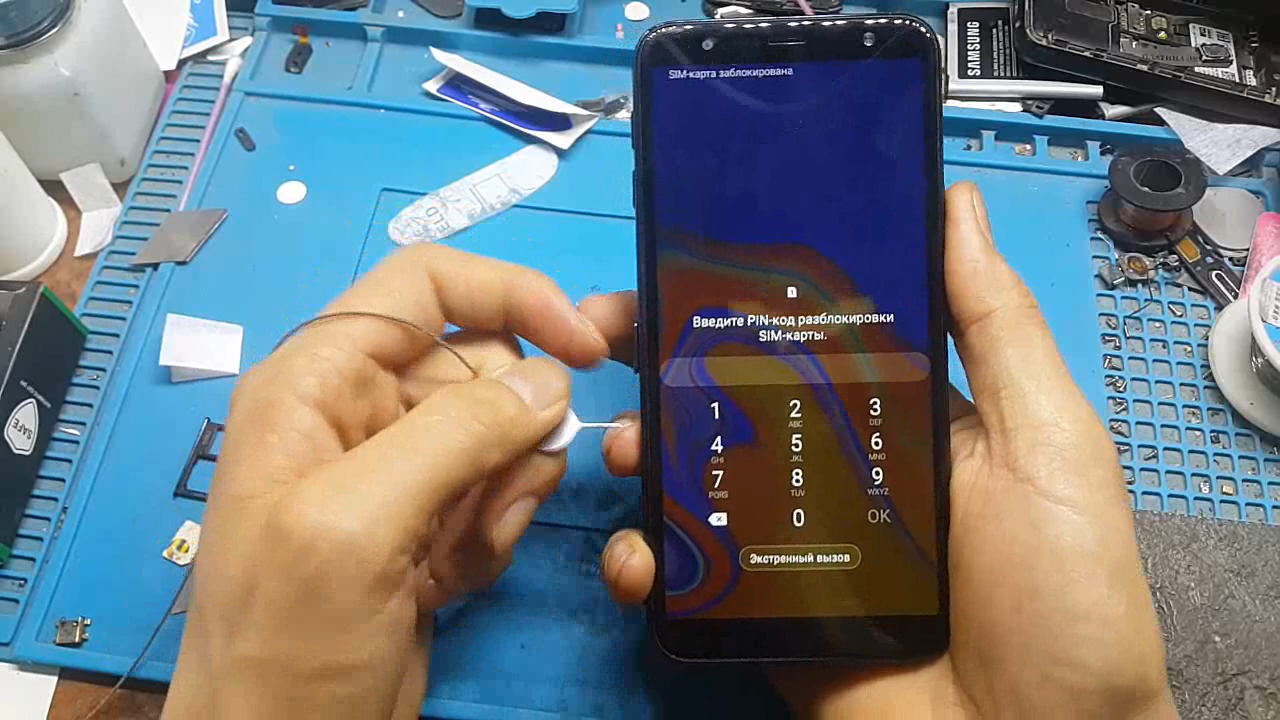 SIM-карта заблокирована
SAMSUNG
Введите PIN-код разблокировки
SIM-карты.
1
2
ABC
3
DEF
4
GHI
5
JKL
6
MNO
7
PQRS
8
TUV
9
WXYZ
0
OK
Экстренный вызов
SAFE